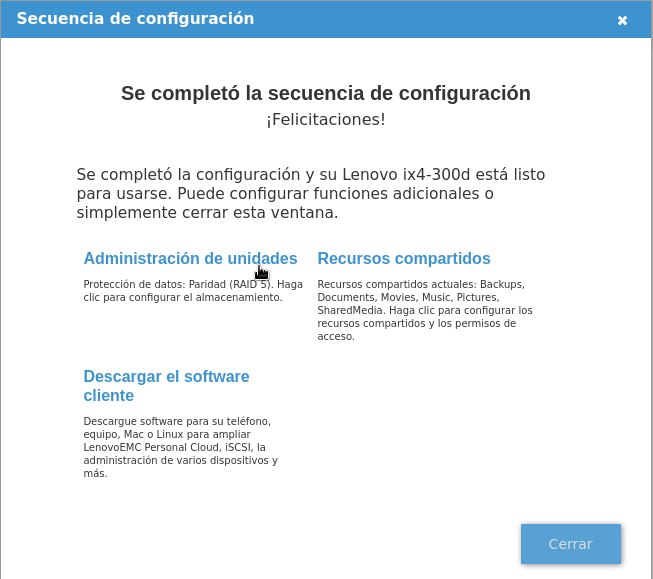 Secuencia de configuración
Se completó la secuencia de configuración
¡Felicitaciones!
Se completó la configuración y su Lenovo ix4-300d está listo
para usarse. Puede configurar funciones adicionales o
simplemente cerrar esta ventana.
Administración de unidades
Protección de datos: Paridad (RAID 5). Haga
clic para configurar el almacenamiento.
Recursos compartidos
Recursos compartidos actuales: Backups,
Documents, Movies, Music, Pictures,
SharedMedia. Haga clic para configurar los
recursos compartidos y los permisos de
acceso.
Descargar el software
cliente
Descargue software para su teléfono,
equipo, Mac o Linux para ampliar
LenovoEMC Personal Cloud, iSCSI, la
administración de varios dispositivos y
más.
Cerrar